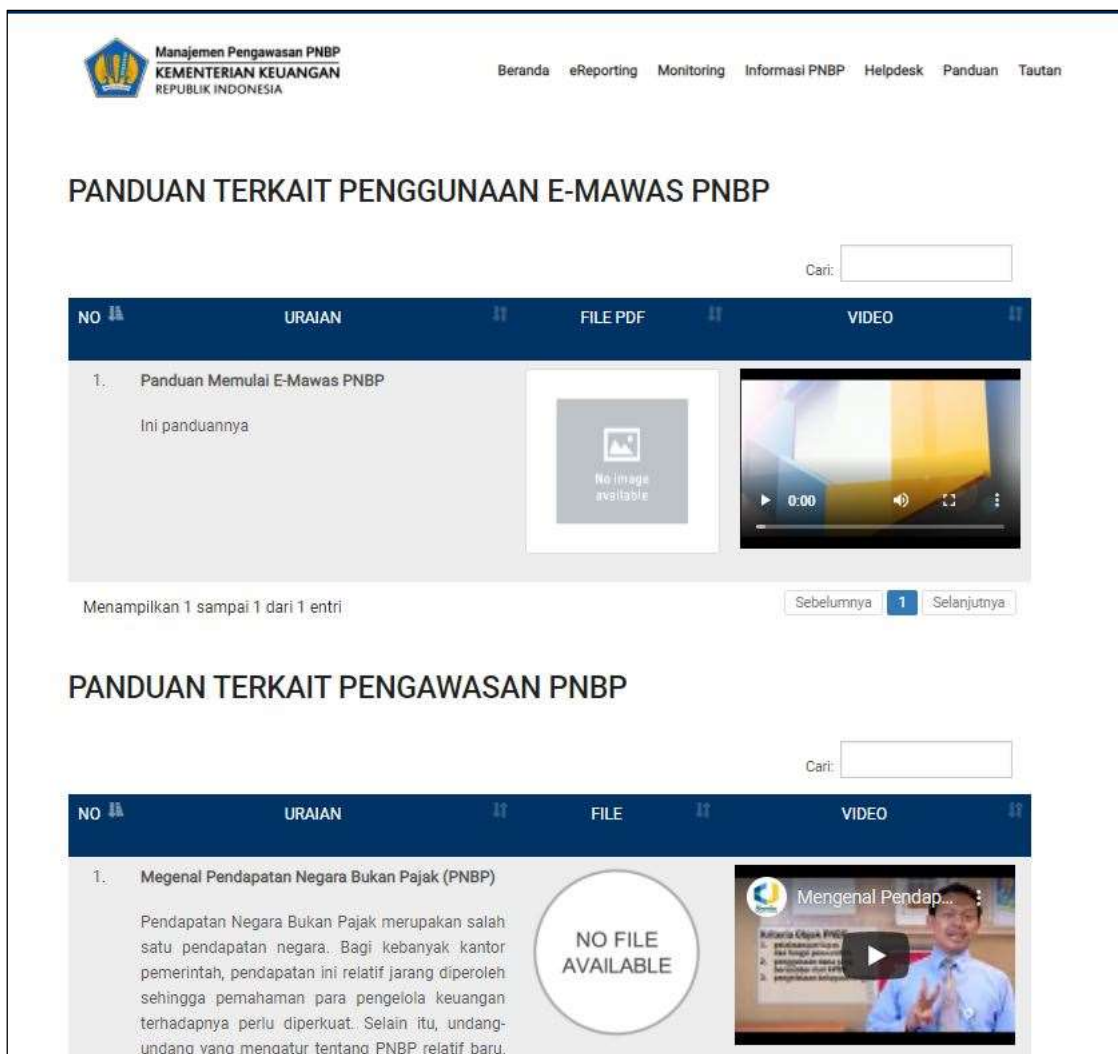 Manajemen Pengawasan PNBP
KEMENTERIAN KEUANGAN
REPUBLIK INDONESIA
Beranda eReporting Monitoring Informasi PNBP Helpdesk Panduan Tautan
PANDUAN TERKAIT PENGGUNAAN E-MAWAS PNBP
Cari:
NO URAIAN FILE PDF VIDEO
1. Panduan Memulai E-Mawas PNBP
Ini panduannya
No image
available
0:00
Menampilkan 1 sampai 1 dari 1 entri
Sebelumnya 1 Selanjutnya
PANDUAN TERKAIT PENGAWASAN PNBP
Cari:
NO URAIAN FILE VIDEO
1. Megenal Pendapatan Negara Bukan Pajak (PNBP)
Pendapatan Negara Bukan Pajak merupakan salah
satu pendapatan negara. Bagi kebanyak kantor
pemerintah, pendapatan ini relatif jarang diperoleh
sehingga pemahaman para pengelola keuangan
terhadapnya perlu diperkuat. Selain itu, undang-
undang yang mengatur tentang PNBP relatif baru,
NO FILE
AVAILABLE
Mengenal Pendap...